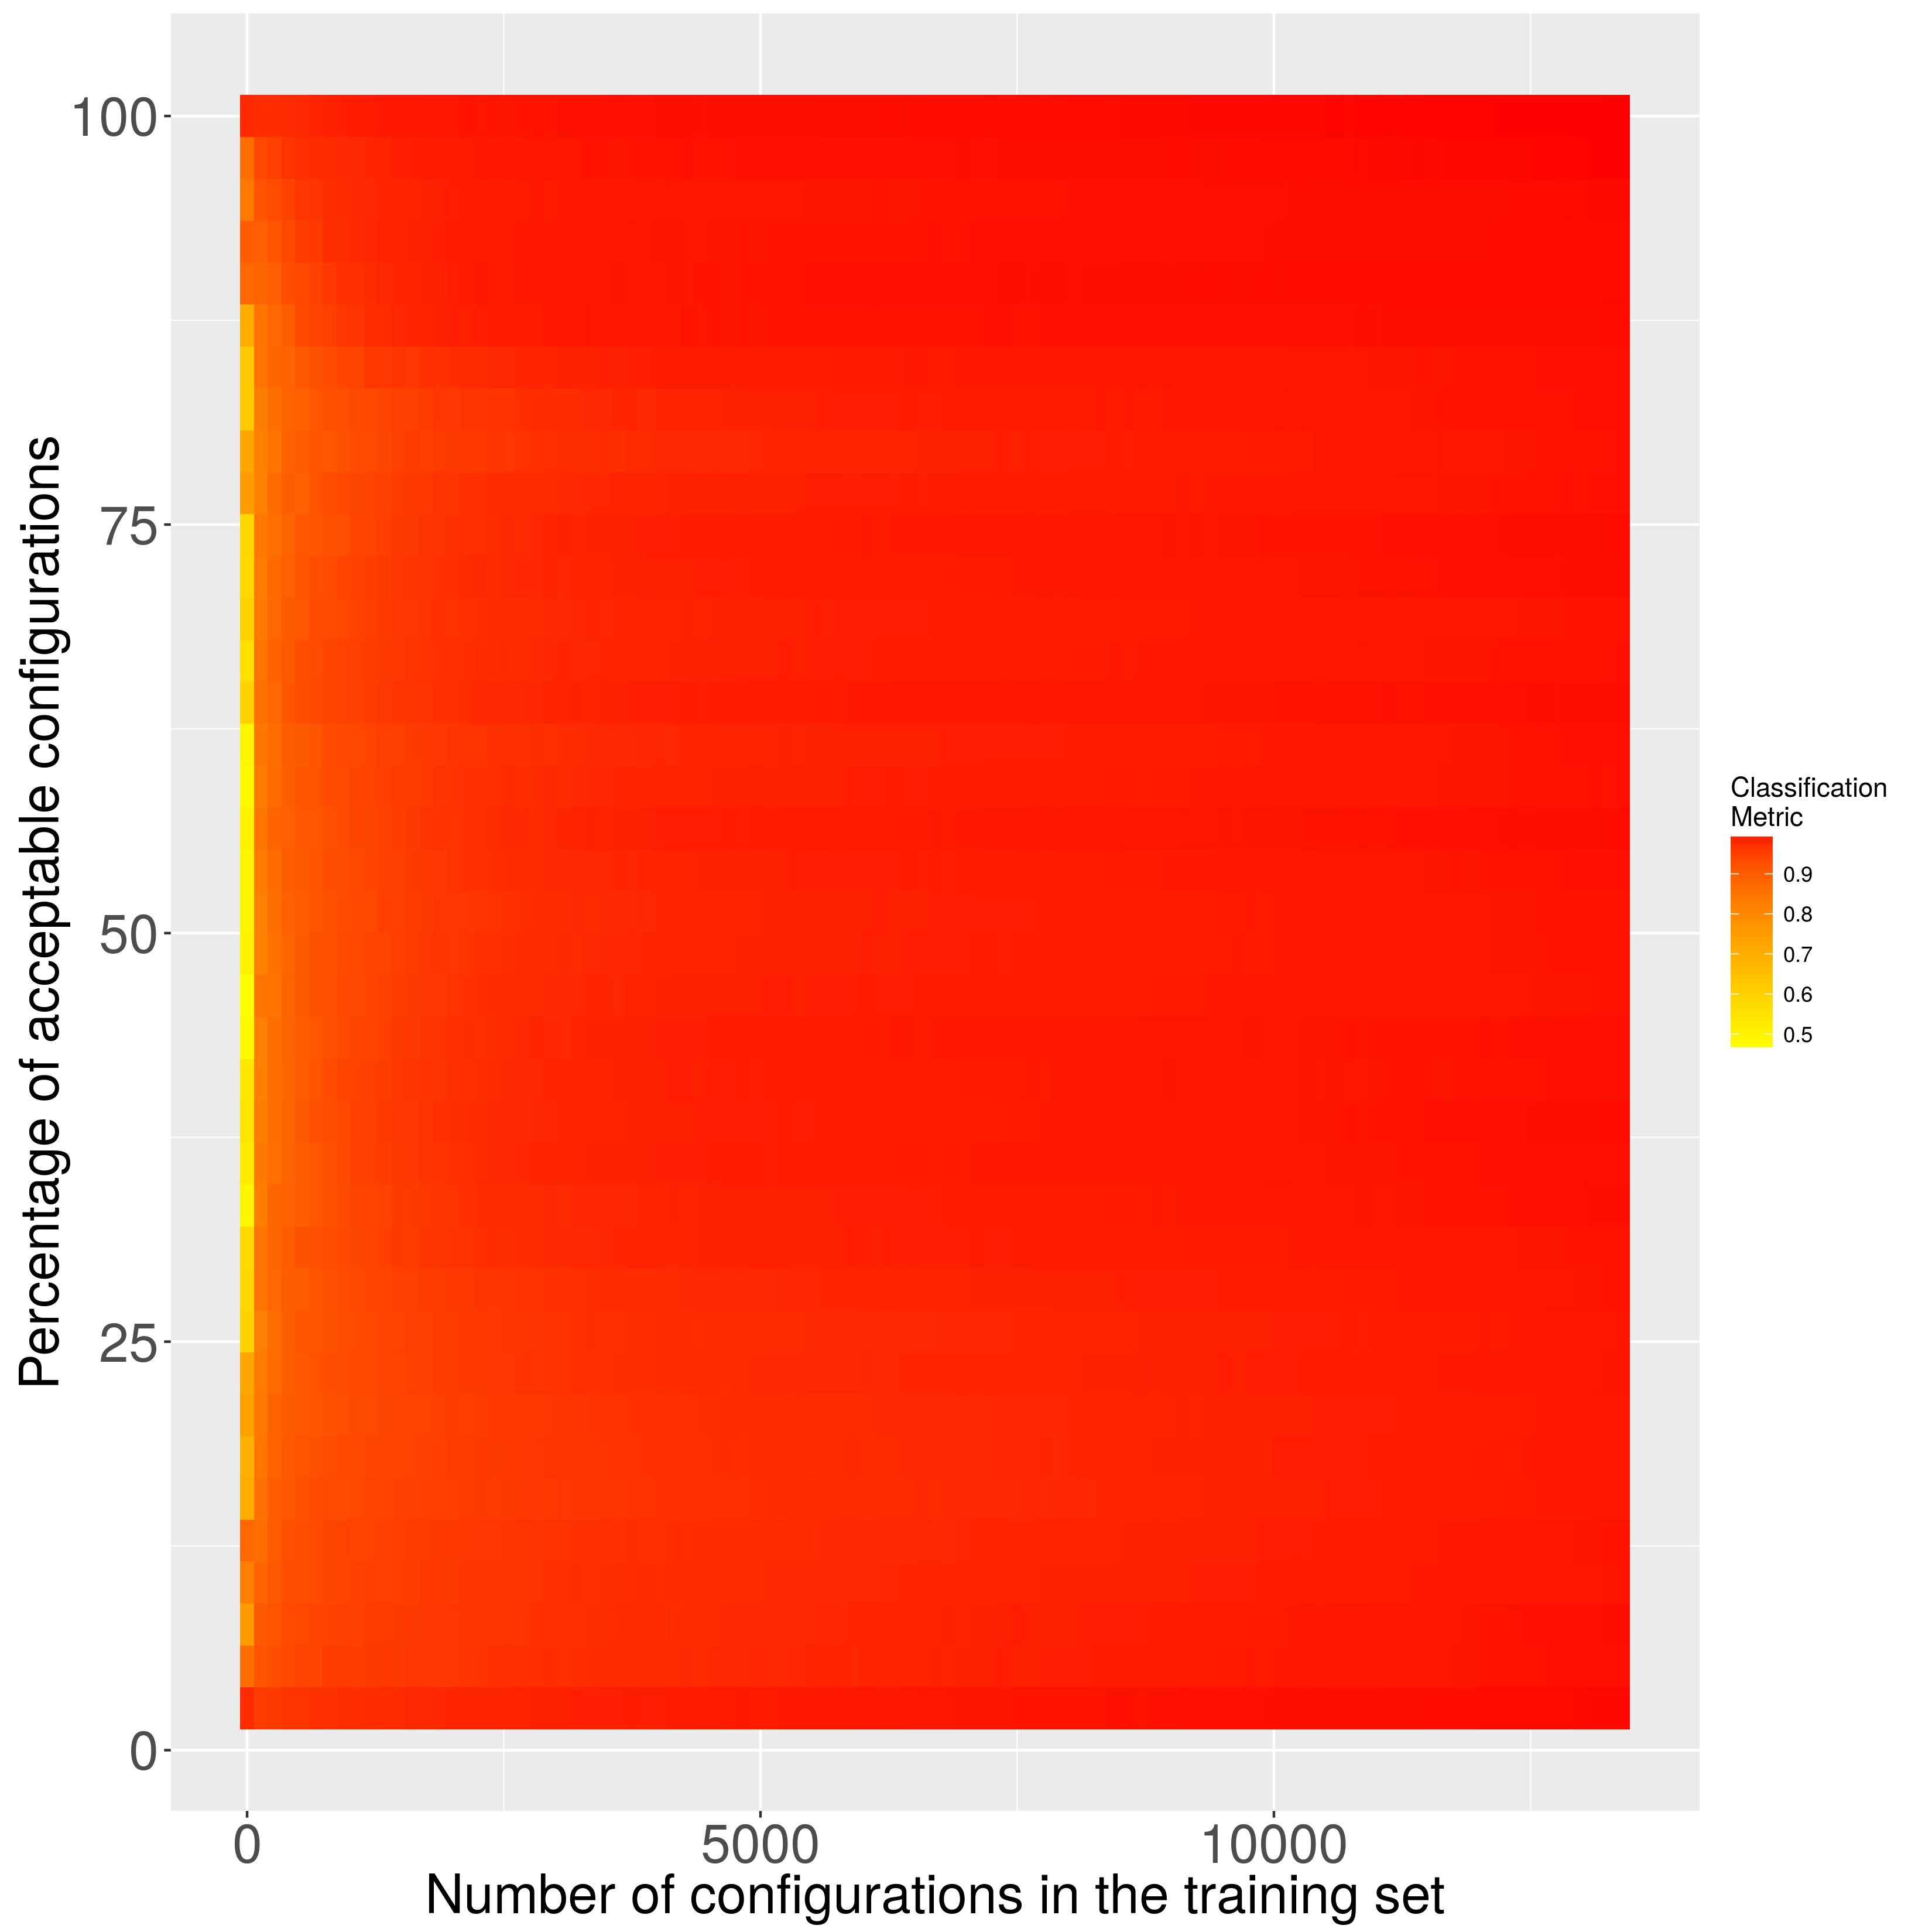 100
75
50
25
0
Percentage of acceptable configurations
0 5000 10000
Number of configurations in the training set
Classification
Metric
0.9
0.8
0.7
0.6
0.5